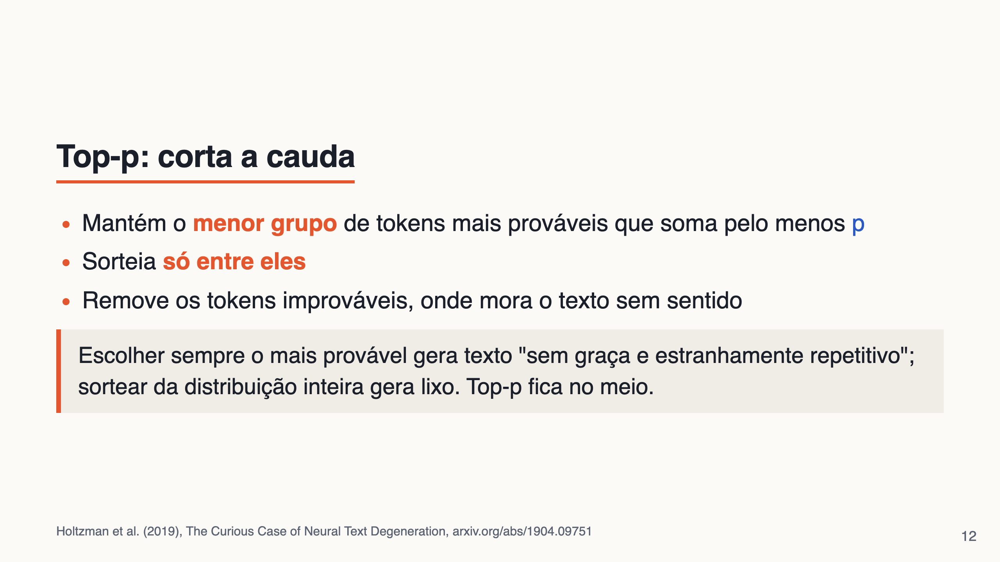 Top-p: corta a cauda
• Mantém o menor grupo de tokens mais prováveis que soma pelo menos p
• Sorteia só entre eles
• Remove os tokens improváveis, onde mora o texto sem sentido
Escolher sempre o mais provável gera texto "sem graça e estranhamente repetitivo";
sortear da distribuição inteira gera lixo. Top-p fica no meio.
Holtzman et al. (2019), The Curious Case of Neural Text Degeneration, arxiv.org/abs/1904.09751
12